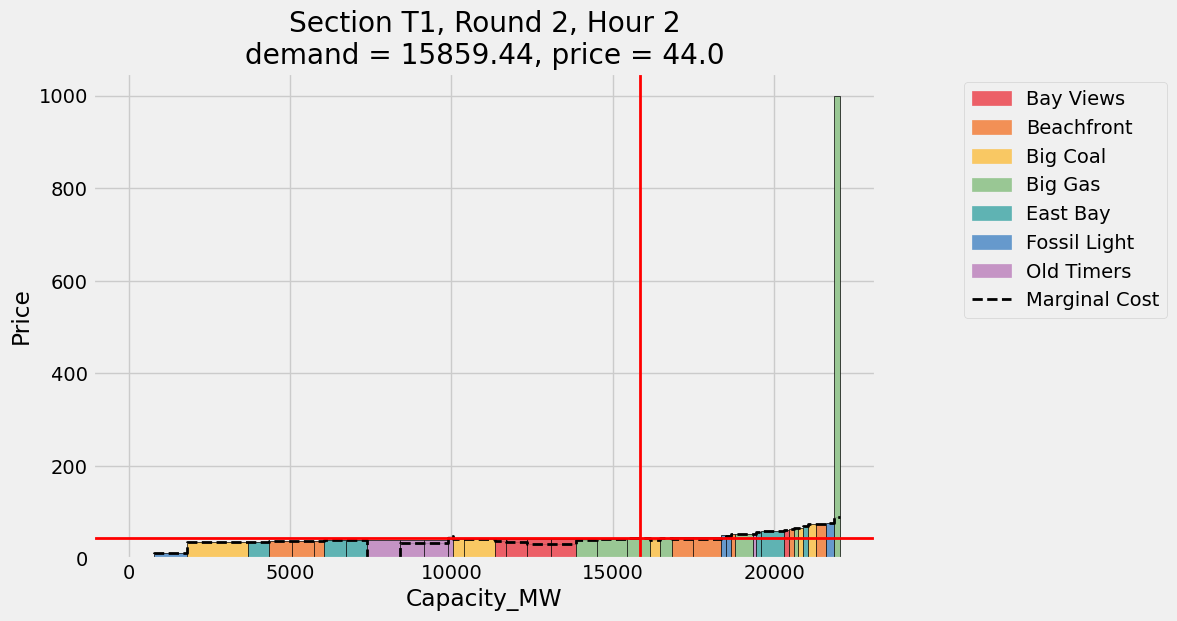 Section T1, Round 2, Hour 2
demand = 15859.44, price = 44.0
1000
800
600
400
200
0
Price
0
5000
10000
15000
20000
Capacity_MW
Bay Views
Beachfront
Big Coal
Big Gas
East Bay
Fossil Light
Old Timers
Marginal Cost